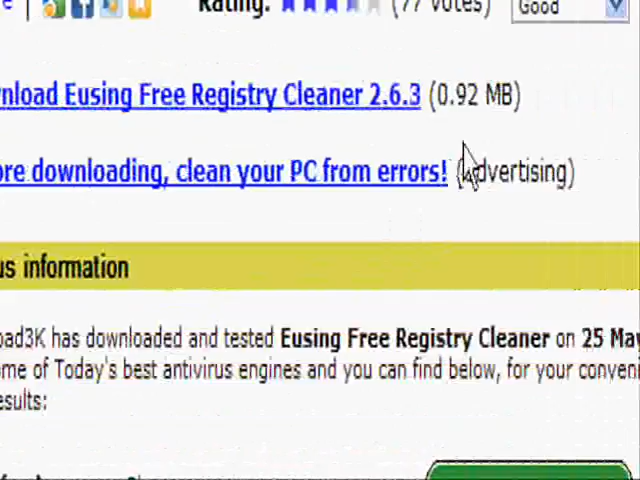 Rating: (77 votes) Good
nload Eusing Free Registry Cleaner 2.6.3 (0.92 MB)
ore downloading, clean your PC from errors! (Advertising)
us information
oad3K has downloaded and tested Eusing Free Registry Cleaner on 25 May
ome of Today's best antivirus engines and you can find below, for your conveni
esults: